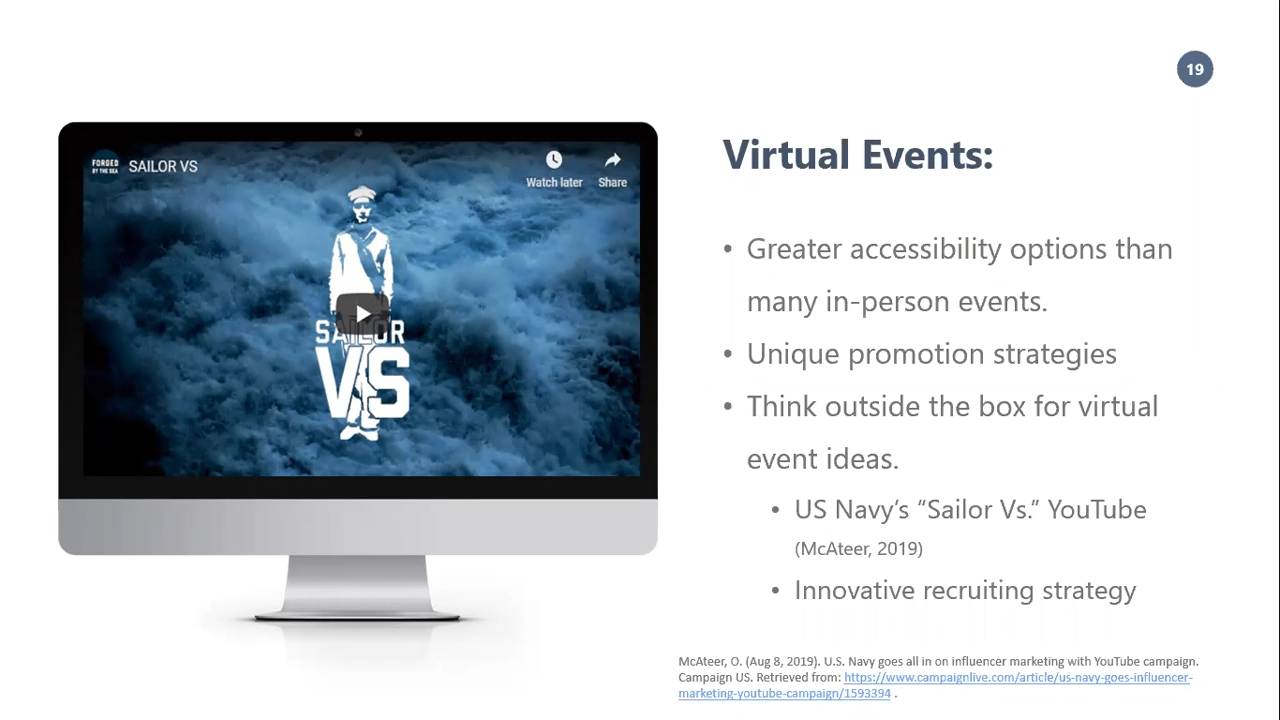 19
FORGED
BY THE SEA
SAILOR VS
Watch later
Share
SAILOR
VS
Virtual Events:
• Greater accessibility options than
many in-person events.
• Unique promotion strategies
• Think outside the box for virtual
event ideas.
• US Navy’s “Sailor Vs.” YouTube
(McAteer, 2019)
• Innovative recruiting strategy
McAteer, O. (Aug 8, 2019). U.S. Navy goes all in on influencer marketing with YouTube campaign.
Campaign US. Retrieved from: https://www.campaignlive.com/article/us-navy-goes-influencer-
marketing-youtube-campaign/1593394 .